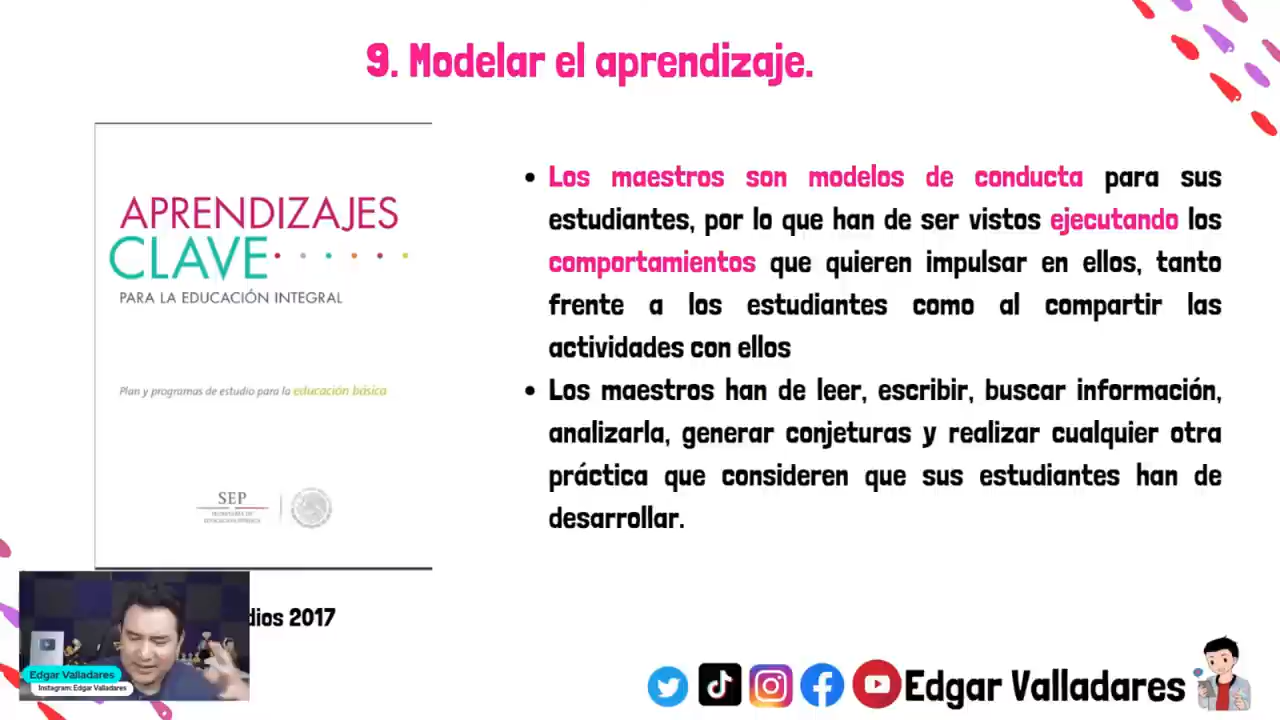 9. Modelar el aprendizaje.
APRENDIZAJES
CLAVE
PARA LA EDUCACIÓN INTEGRAL
Plan y programas de estudio para la educación básica
SEP
SECRETARÍA DE
EDUCACIÓN PÚBLICA
• Los maestros son modelos de conducta para sus
estudiantes, por lo que han de ser vistos ejecutando los
comportamientos que quieren impulsar en ellos, tanto
frente a los estudiantes como al compartir las
actividades con ellos
• Los maestros han de leer, escribir, buscar información,
analizarla, generar conjeturas y realizar cualquier otra
práctica que consideren que sus estudiantes han de
desarrollar.
dios 2017
Edgar Valladares
Instagram: Edgar Valladares
Edgar Valladares